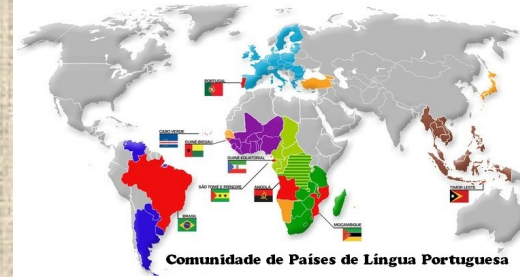 PORTUGAL
CABO VERDE
GUINÉ BISSAU
GUINE EQUATORIAL
SÃO TOMÉ E PRÍNCIPE
ANGOLA
TIMOR LESTE
BRASIL
MOÇAMBIQUE
Comunidade de Países de Língua Portuguesa